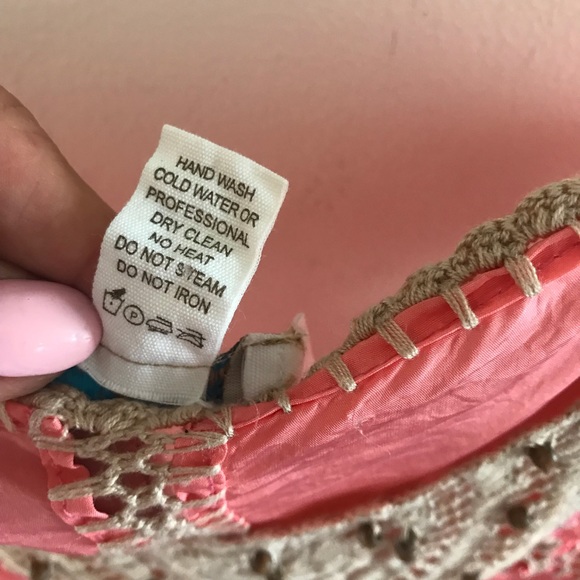 HAND WASH
COLD WATER OR
PROFESSIONAL
DRY CLEAN
NO HEAT
DO NOT STEAM
DO NOT IRON
P